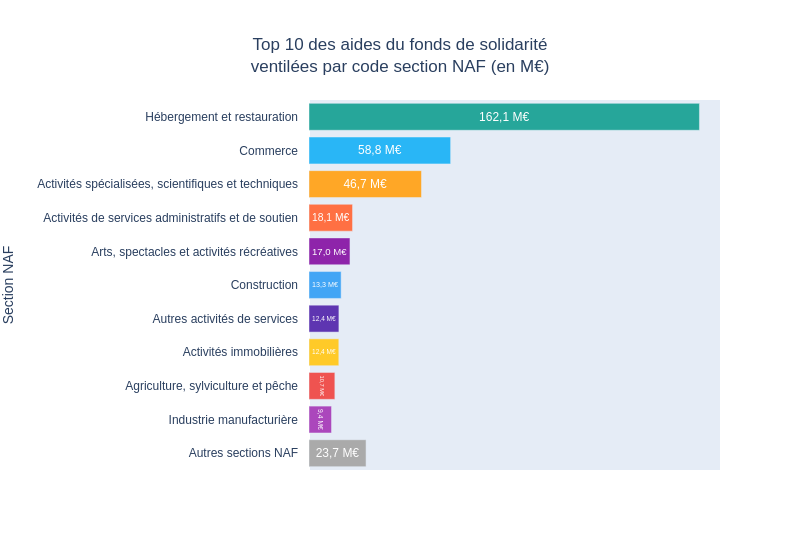 Top 10 des aides du fonds de solidarité
ventilées par code section NAF (en M€)
Section NAF
Hébergement et restauration 162,1 M€
Commerce 58,8 M€
Activités spécialisées, scientifiques et techniques 46,7 M€
Activités de services administratifs et de soutien 18,1 M€
Arts, spectacles et activités récréatives 17,0 M€
Construction 13,3 M€
Autres activités de services 12,4 M€
Activités immobilières 12,4 M€
Agriculture, sylviculture et pêche 10,7 M€
Industrie manufacturière 9,4 M€
Autres sections NAF 23,7 M€